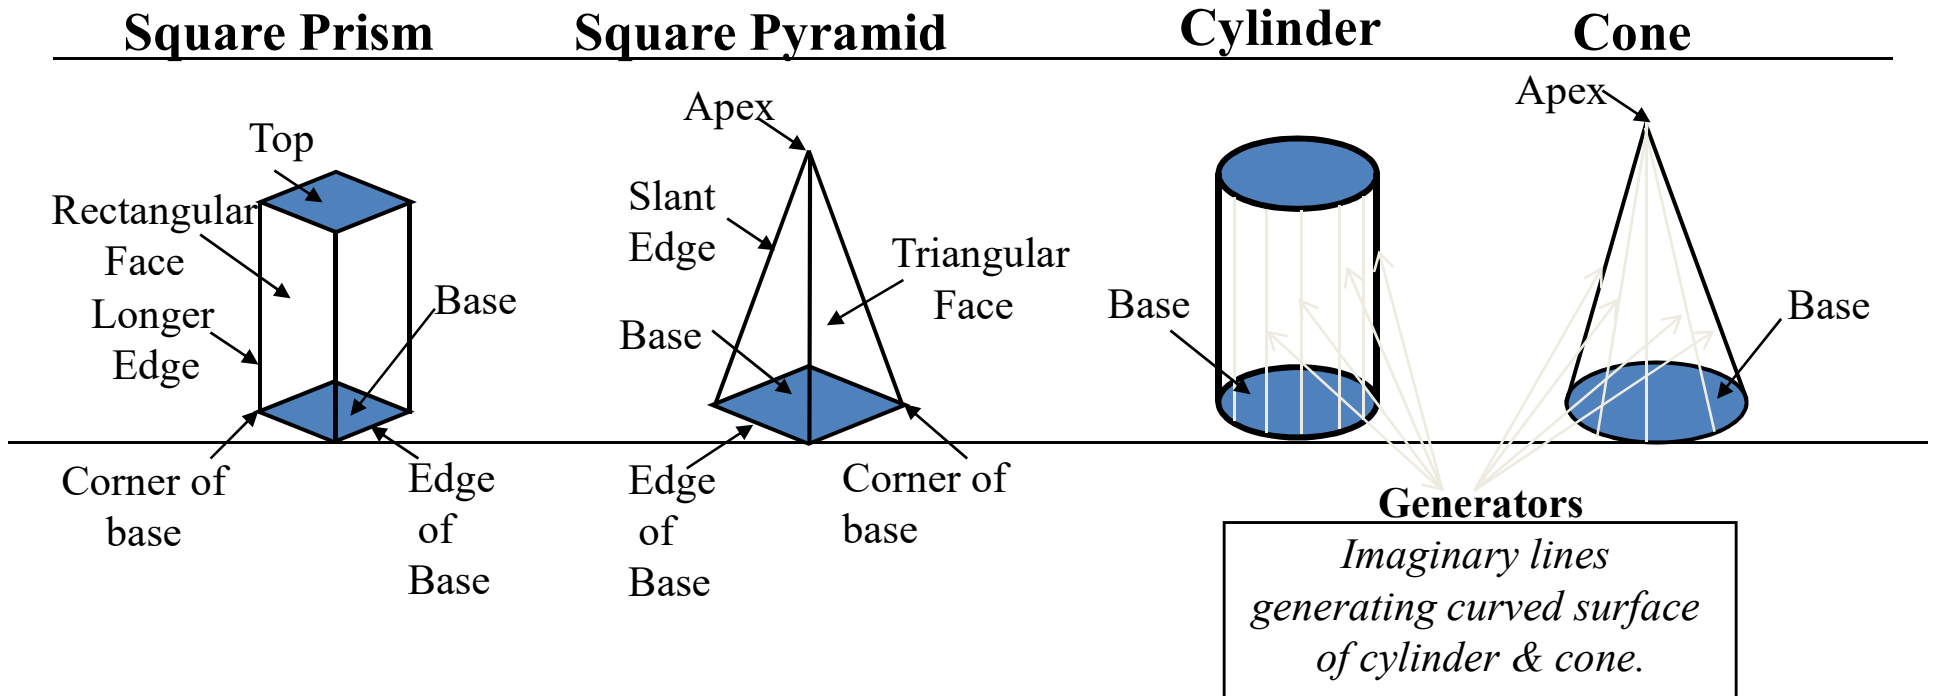 Square Prism
Square Pyramid
Cylinder
Cone
Top
Rectangular
Face
Longer
Edge
Base
Corner of
base
Edge
of
Base
Apex
Slant
Edge
Triangular
Face
Base
Edge
of
Base
Corner of
base
Base
Apex
Base
Generators
Imaginary lines
generating curved surface
of cylinder & cone.